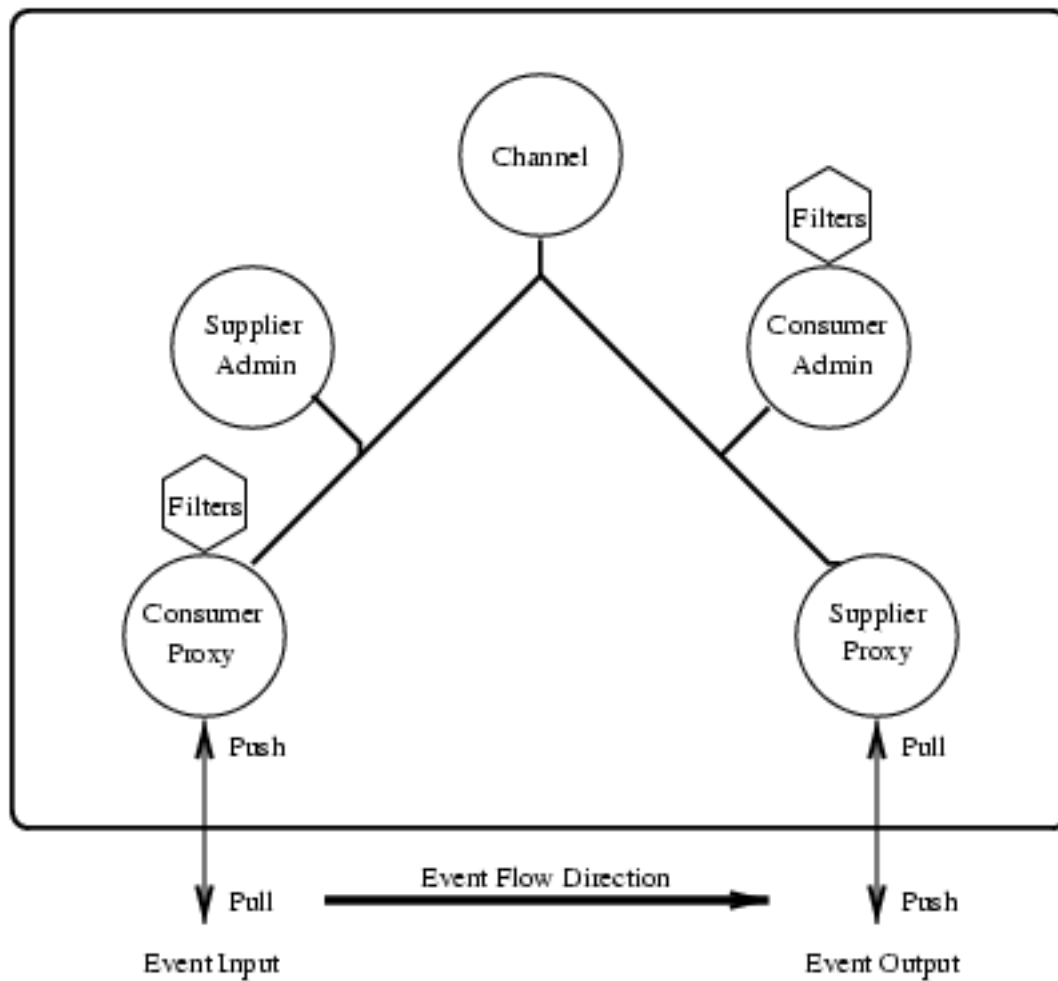 Channel
Filters
Supplier
Admin
Consumer
Admin
Filters
Consumer
Proxy
Supplier
Proxy
Push
Pull
Event Flow Direction
Pull
Push
Event Input
Event Output